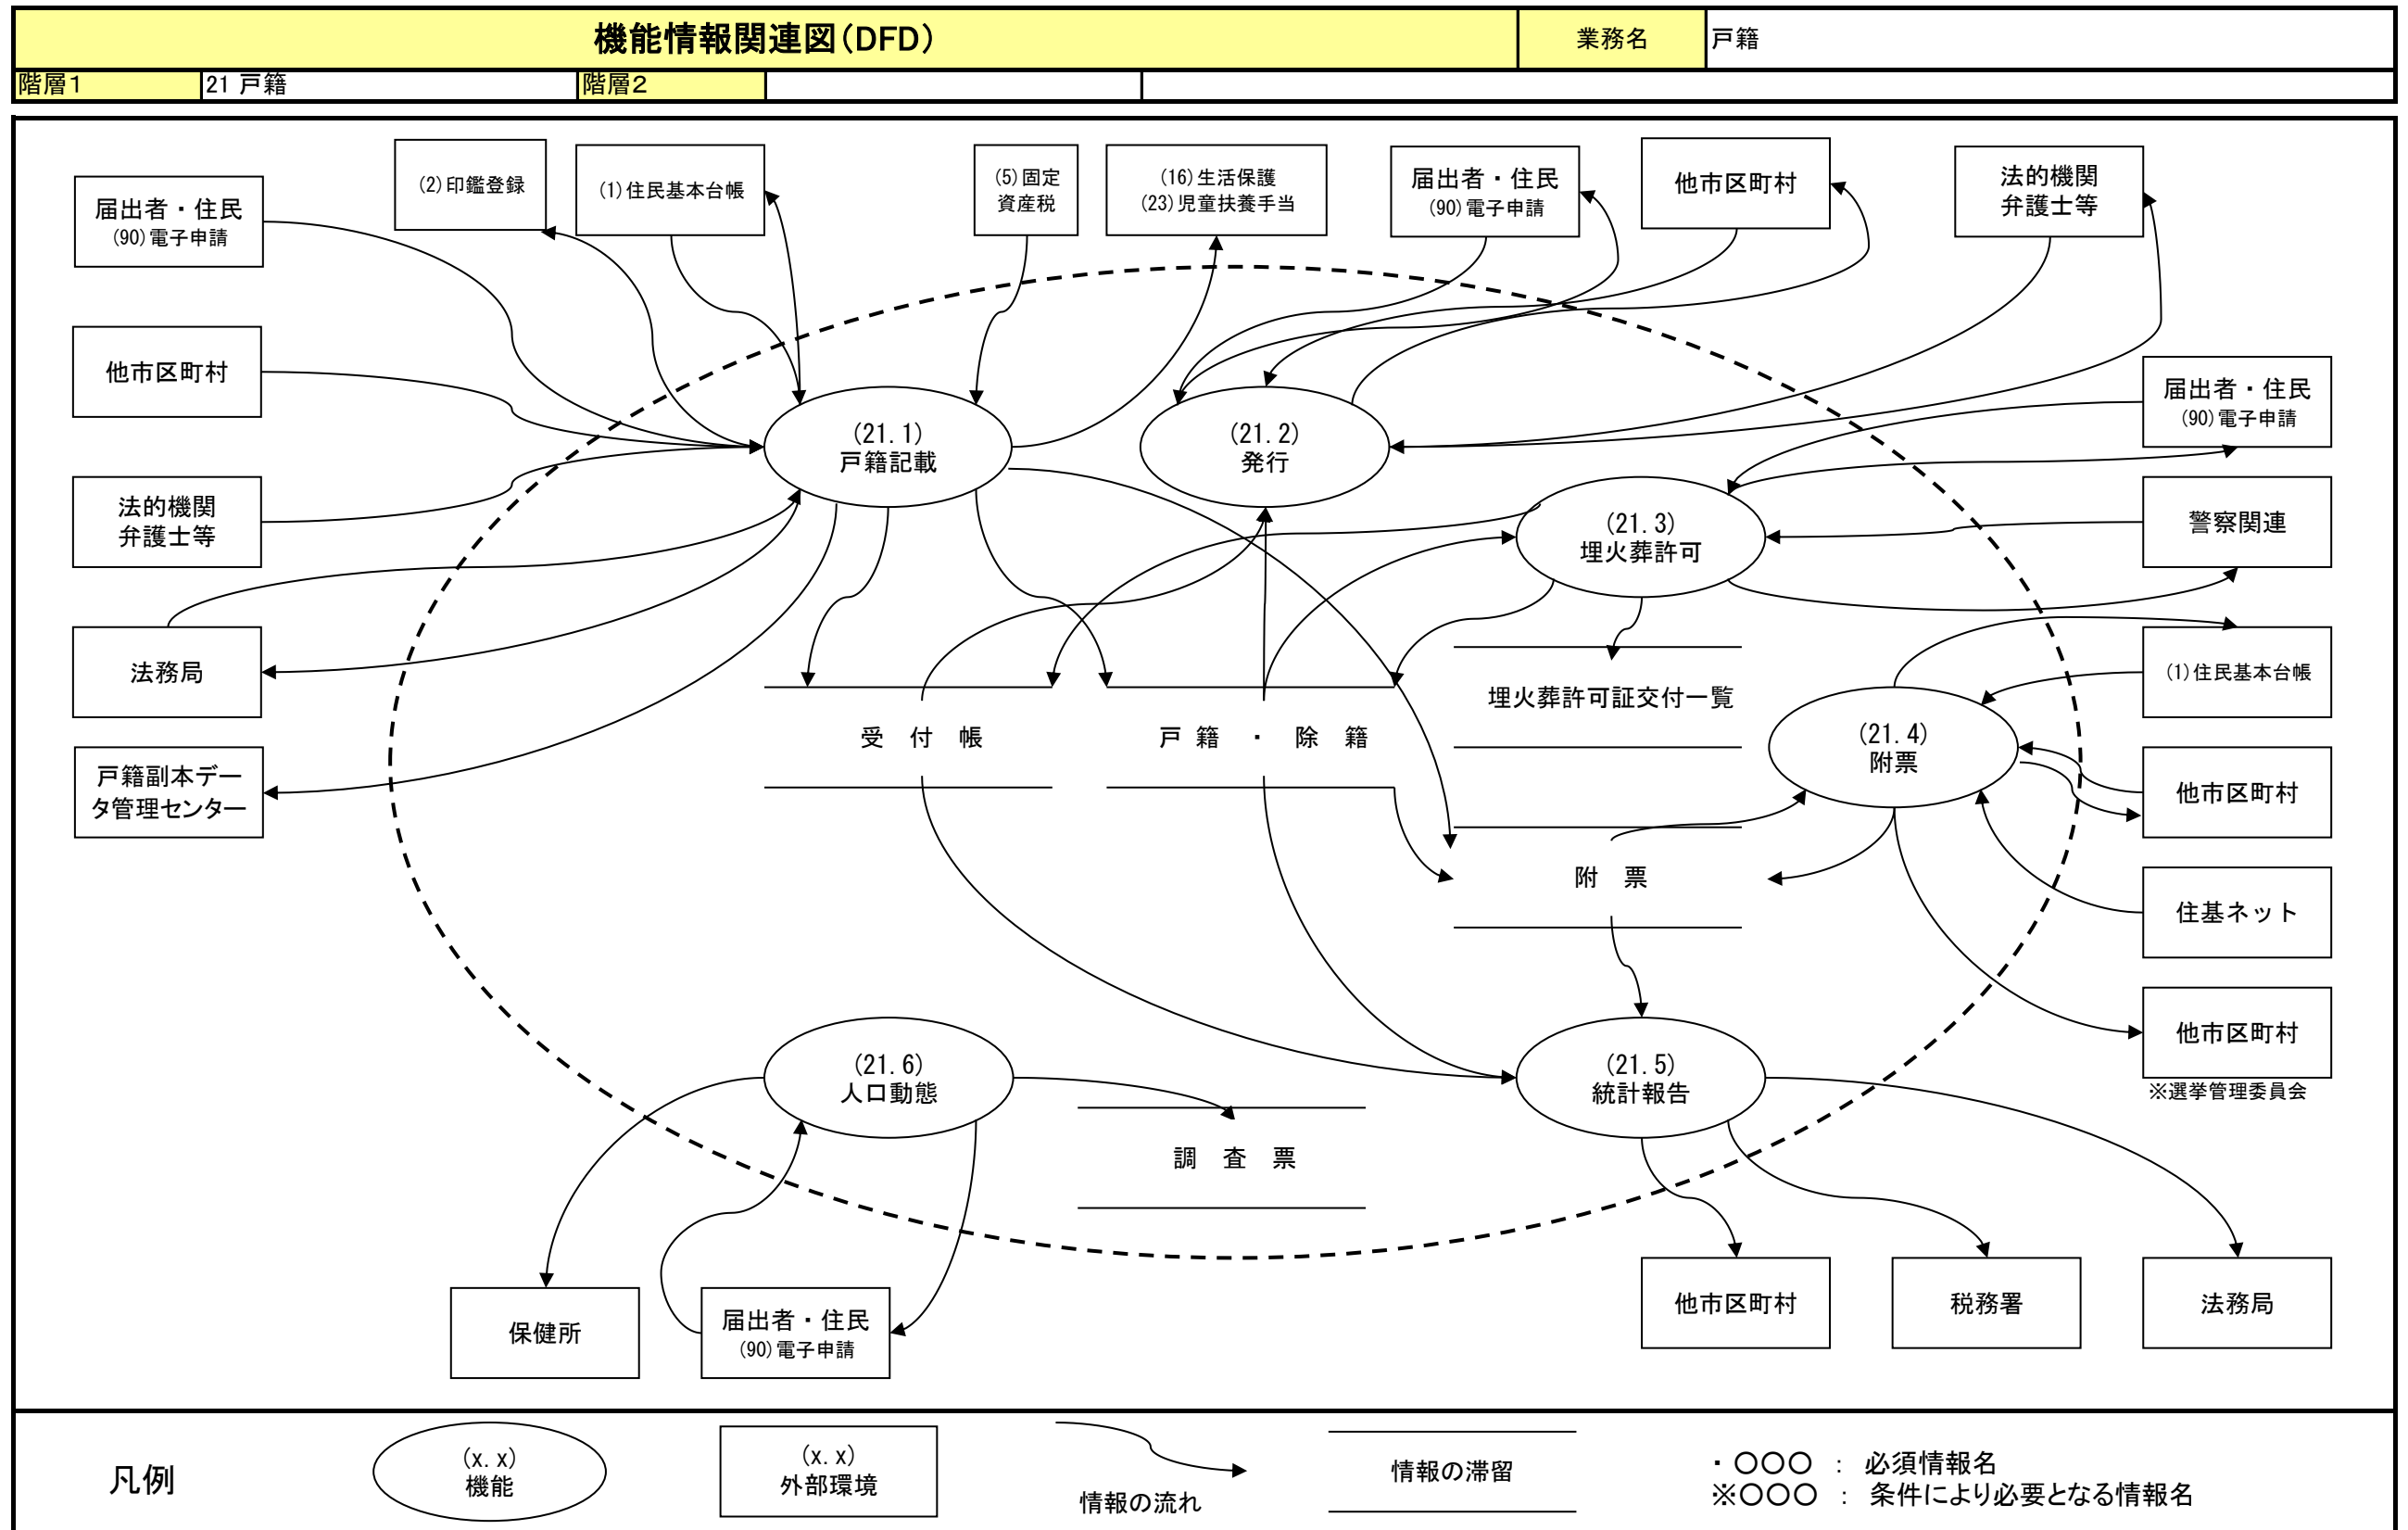 機能情報関連図(DFD)
業務名
戸籍
階層1
21 戸籍
階層2
届出者・住民
(90)電子申請
(2)印鑑登録
(1)住民基本台帳
(5)固定
資産税
(16)生活保護
(23)児童扶養手当
届出者・住民
(90)電子申請
他市区町村
法的機関
弁護士等
他市区町村
法的機関
弁護士等
法務局
戸籍副本デー
タ管理センター
(21.1)
戸籍記載
(21.2)
発行
(21.3)
埋火葬許可
届出者・住民
(90)電子申請
警察関連
(1)住民基本台帳
受 付 帳
戸 籍 ・ 除 籍
埋火葬許可証交付一覧
(21.4)
附票
他市区町村
附 票
住基ネット
他市区町村
※選挙管理委員会
(21.6)
人口動態
(21.5)
統計報告
調 査 票
保健所
届出者・住民
(90)電子申請
他市区町村
税務署
法務局
凡例
(x.x)
機能
(x.x)
外部環境
情報の流れ
情報の滞留
・〇〇〇 : 必須情報名
※〇〇〇 : 条件により必要となる情報名